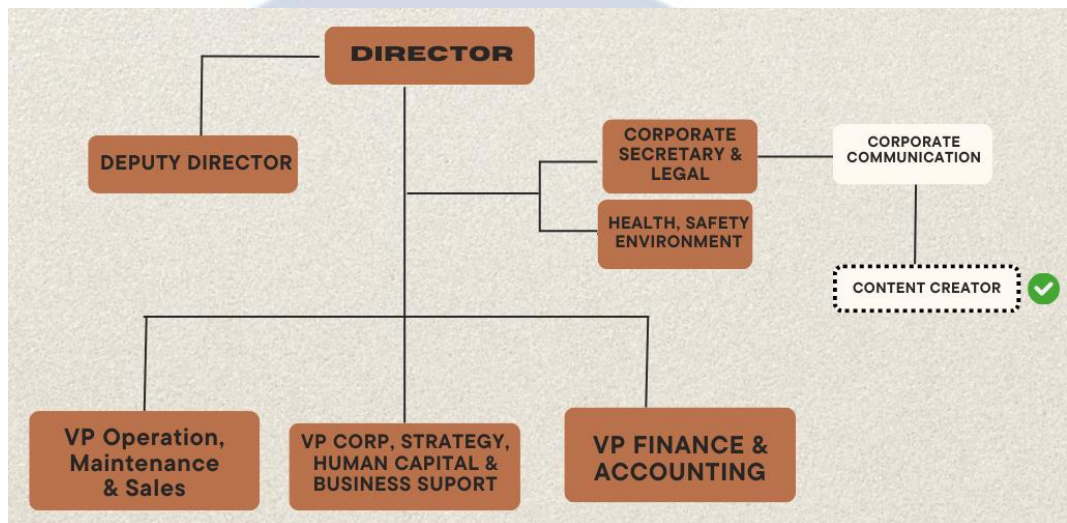 DIRECTOR
DEPUTY DIRECTOR
CORPORATE
SECRETARY &
LEGAL
CORPORATE
COMMUNICATION
HEALTH, SAFETY
ENVIRONMENT
CONTENT CREATOR
VP Operation,
Maintenance
& Sales
VP CORP, STRATEGY,
HUMAN CAPITAL &
BUSINESS SUPORT
VP FINANCE &
ACCOUNTING